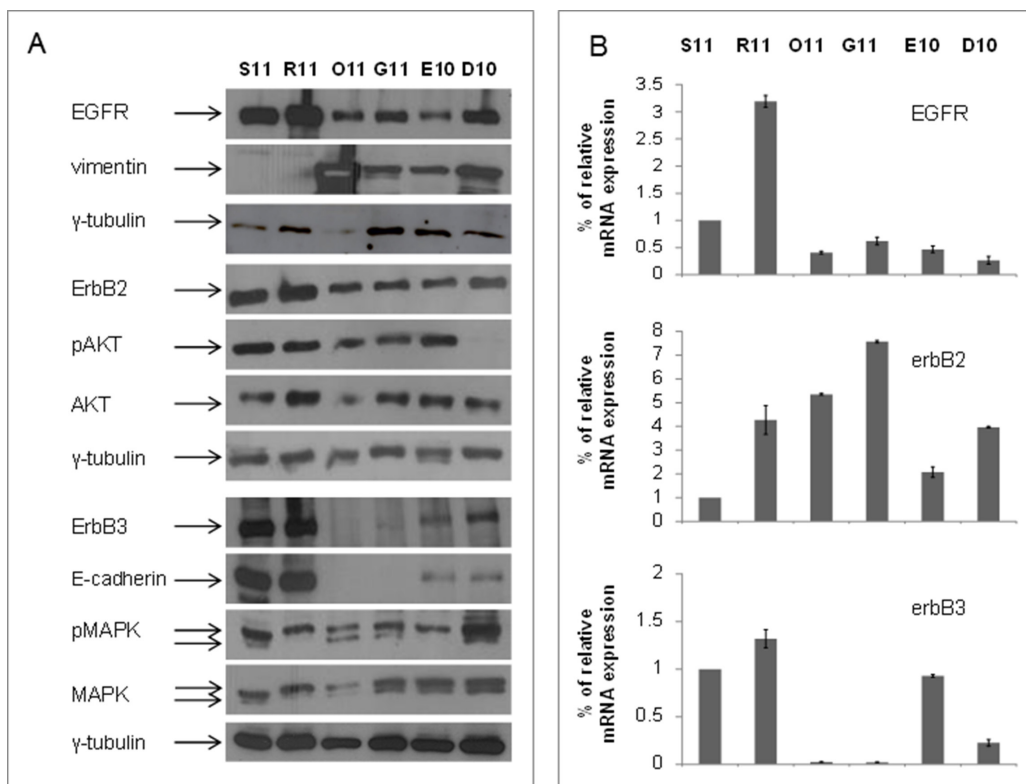 A
S11 R11 O11 G11 E10 D10
EGFR
vimentin
γ-tubulin
ErbB2
pAKT
AKT
γ-tubulin
ErbB3
E-cadherin
pMAPK
MAPK
γ-tubulin
B
S11 R11 O11 G11 E10 D10
EGFR
% of relative
mRNA expression
3.5
3
2.5
2
1.5
1
0.5
0
erbB2
% of relative
mRNA expression
8
7
6
5
4
3
2
1
0
erbB3
% of relative
mRNA expression
2
1.5
1
0.5
0